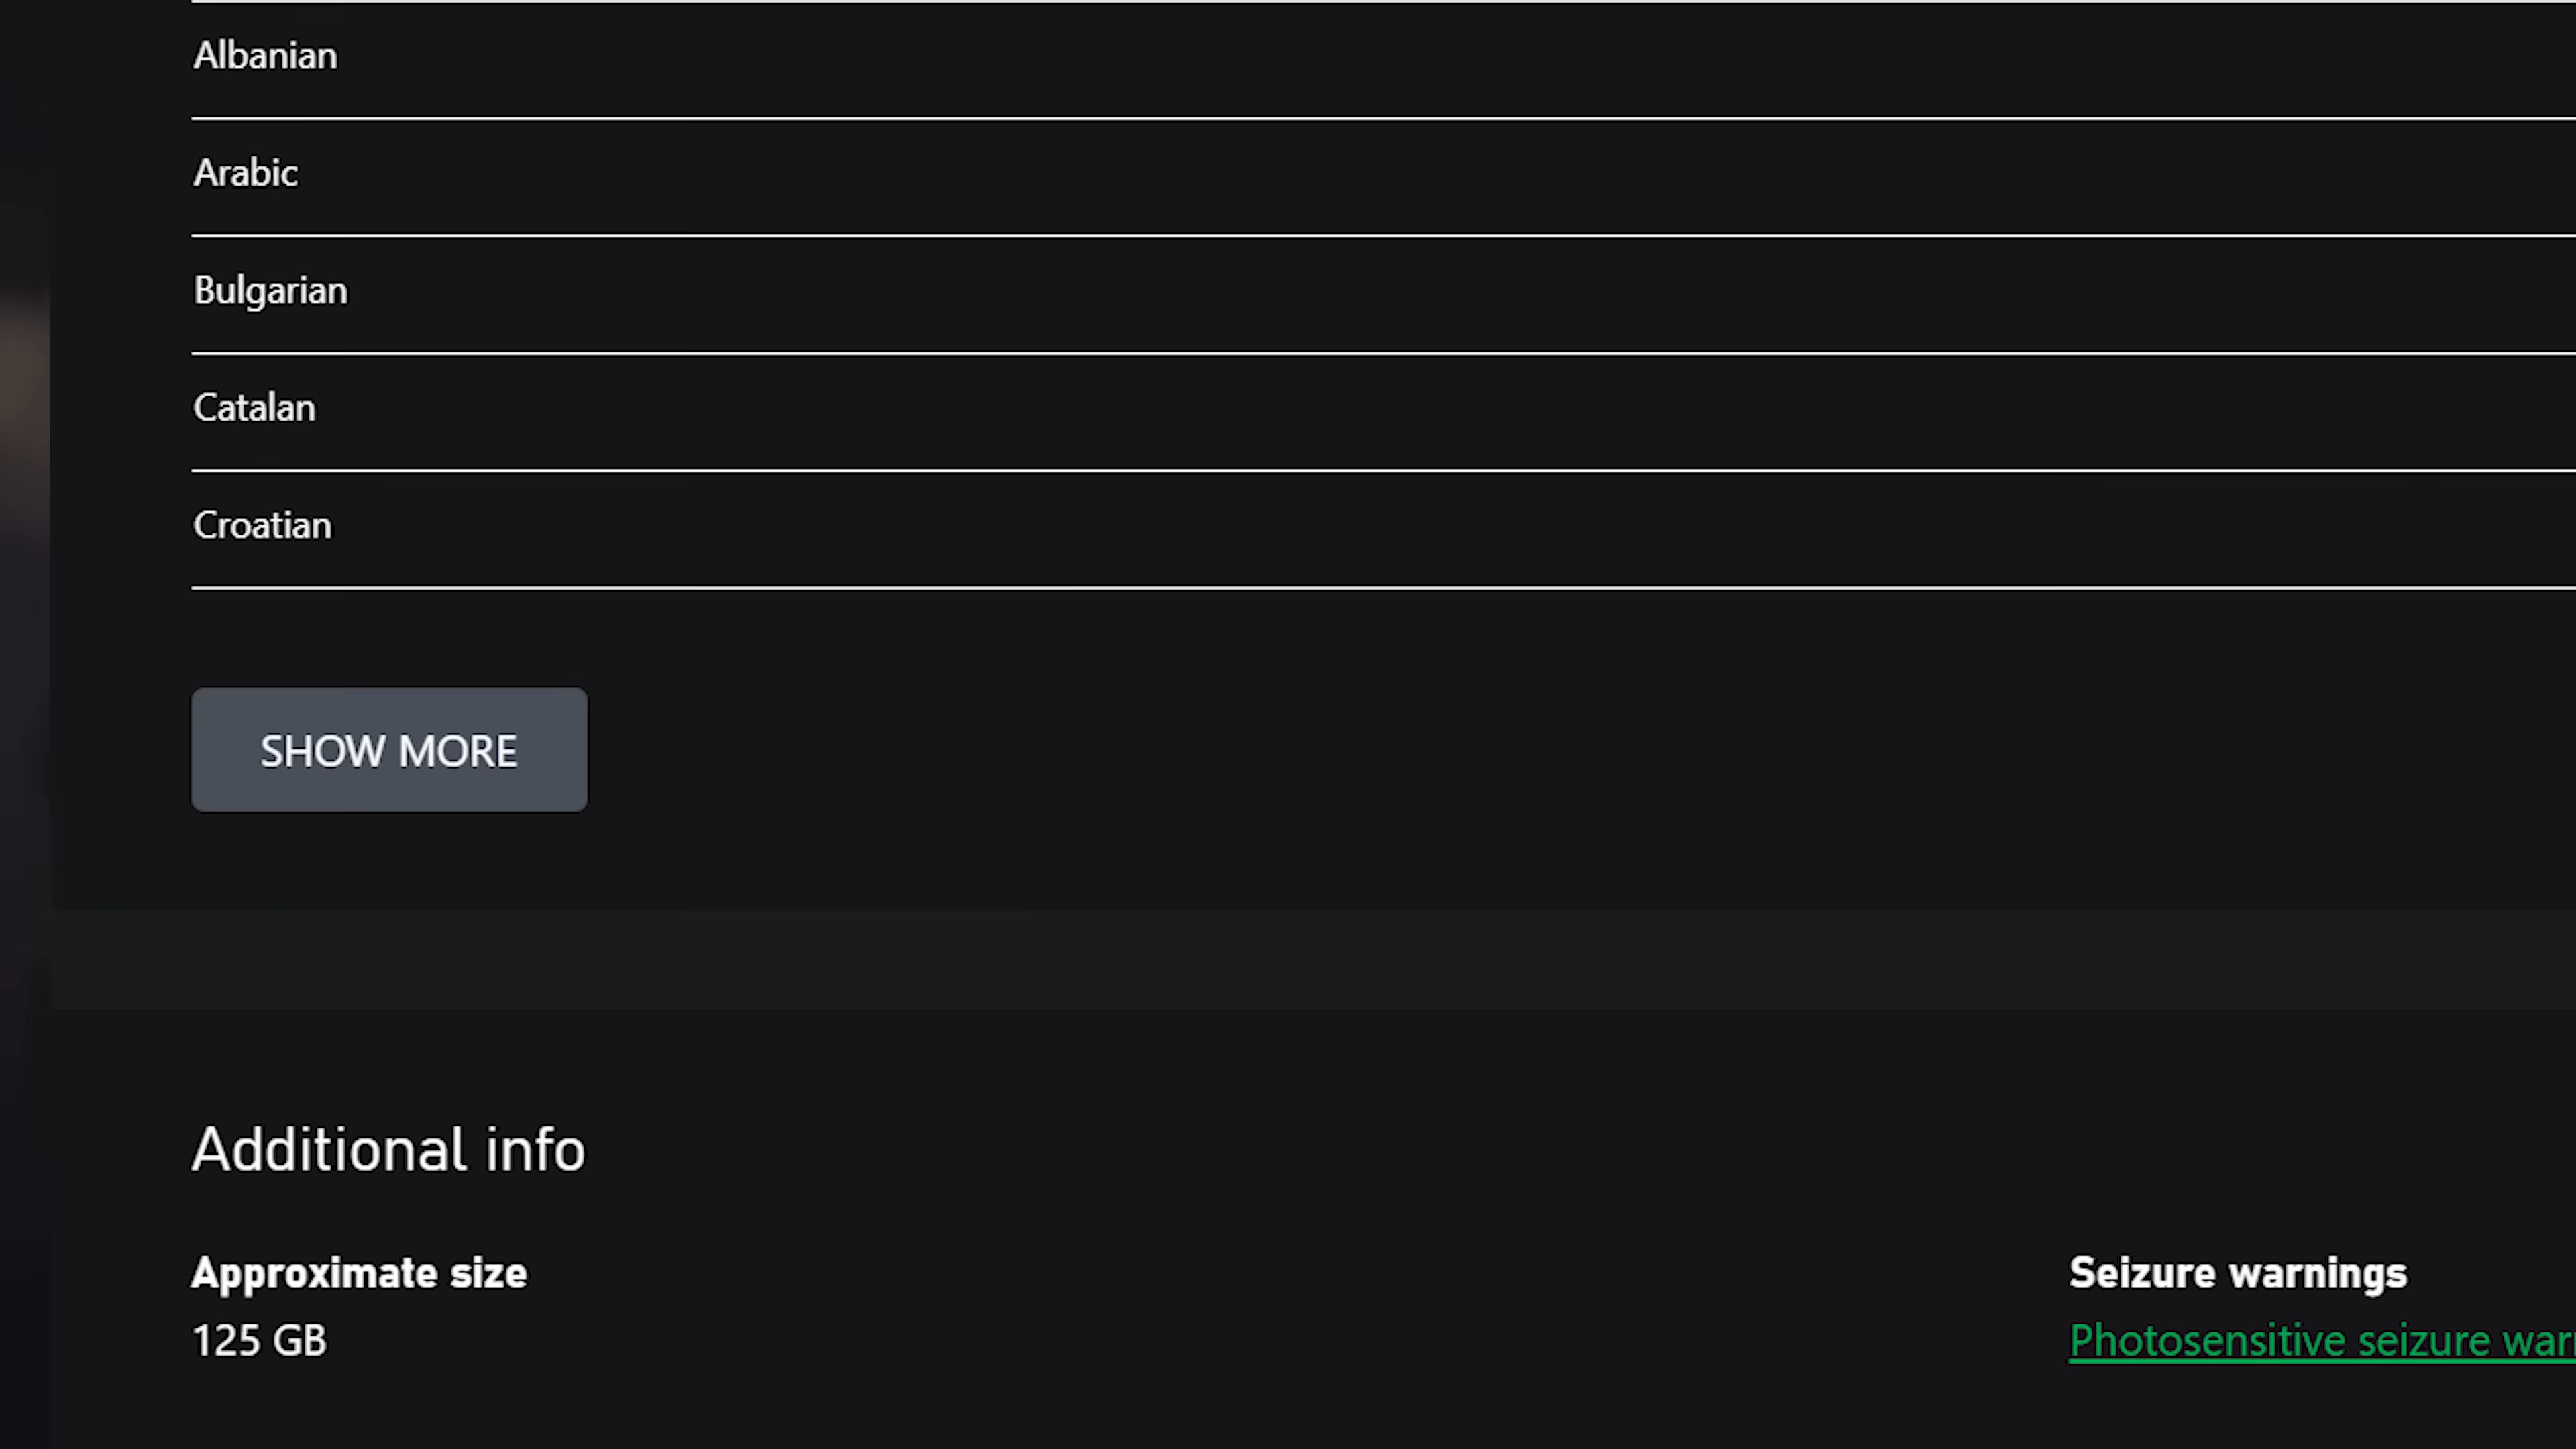 Albanian
Arabic
Bulgarian
Catalan
Croatian
SHOW MORE
Additional info
Approximate size
125 GB
Seizure warnings
Photosensitive seizure